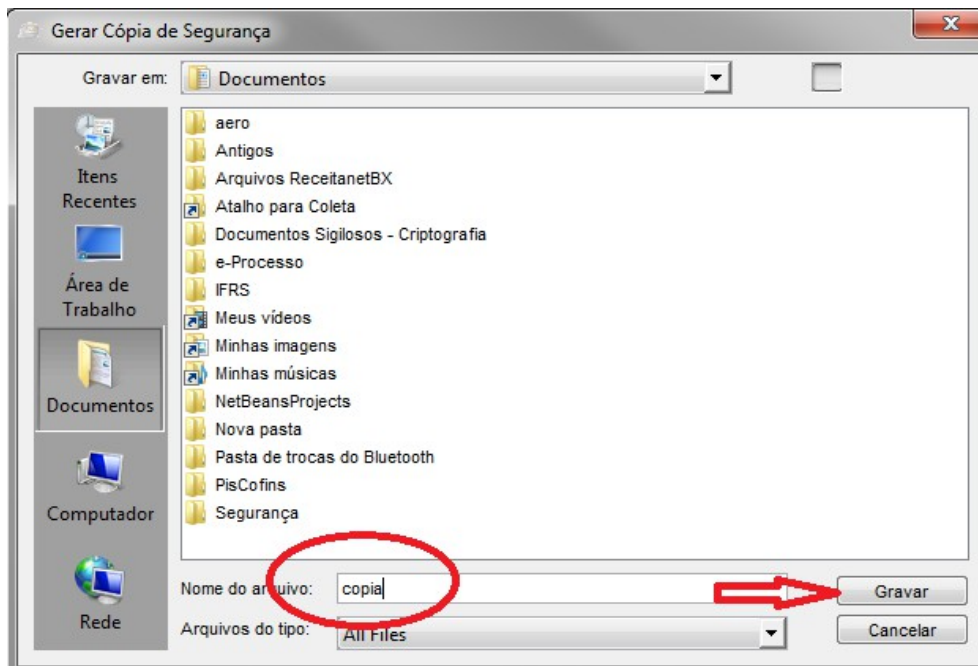 Gerar Cópia de Segurança
Gravar em:
Documentos
Itens
Recentes
Área de
Trabalho
Documentos
Computador
Rede
aero
Antigos
Arquivos ReceitanetBX
Atalho para Coleta
Documentos Sigilosos - Criptografia
e-Processo
IFRS
Meus vídeos
Minhas imagens
Minhas músicas
NetBeansProjects
Nova pasta
Pasta de trocas do Bluetooth
PisCofins
Segurança
Nome do arquivo:
copia
Gravar
Arquivos do tipo:
All Files
Cancelar